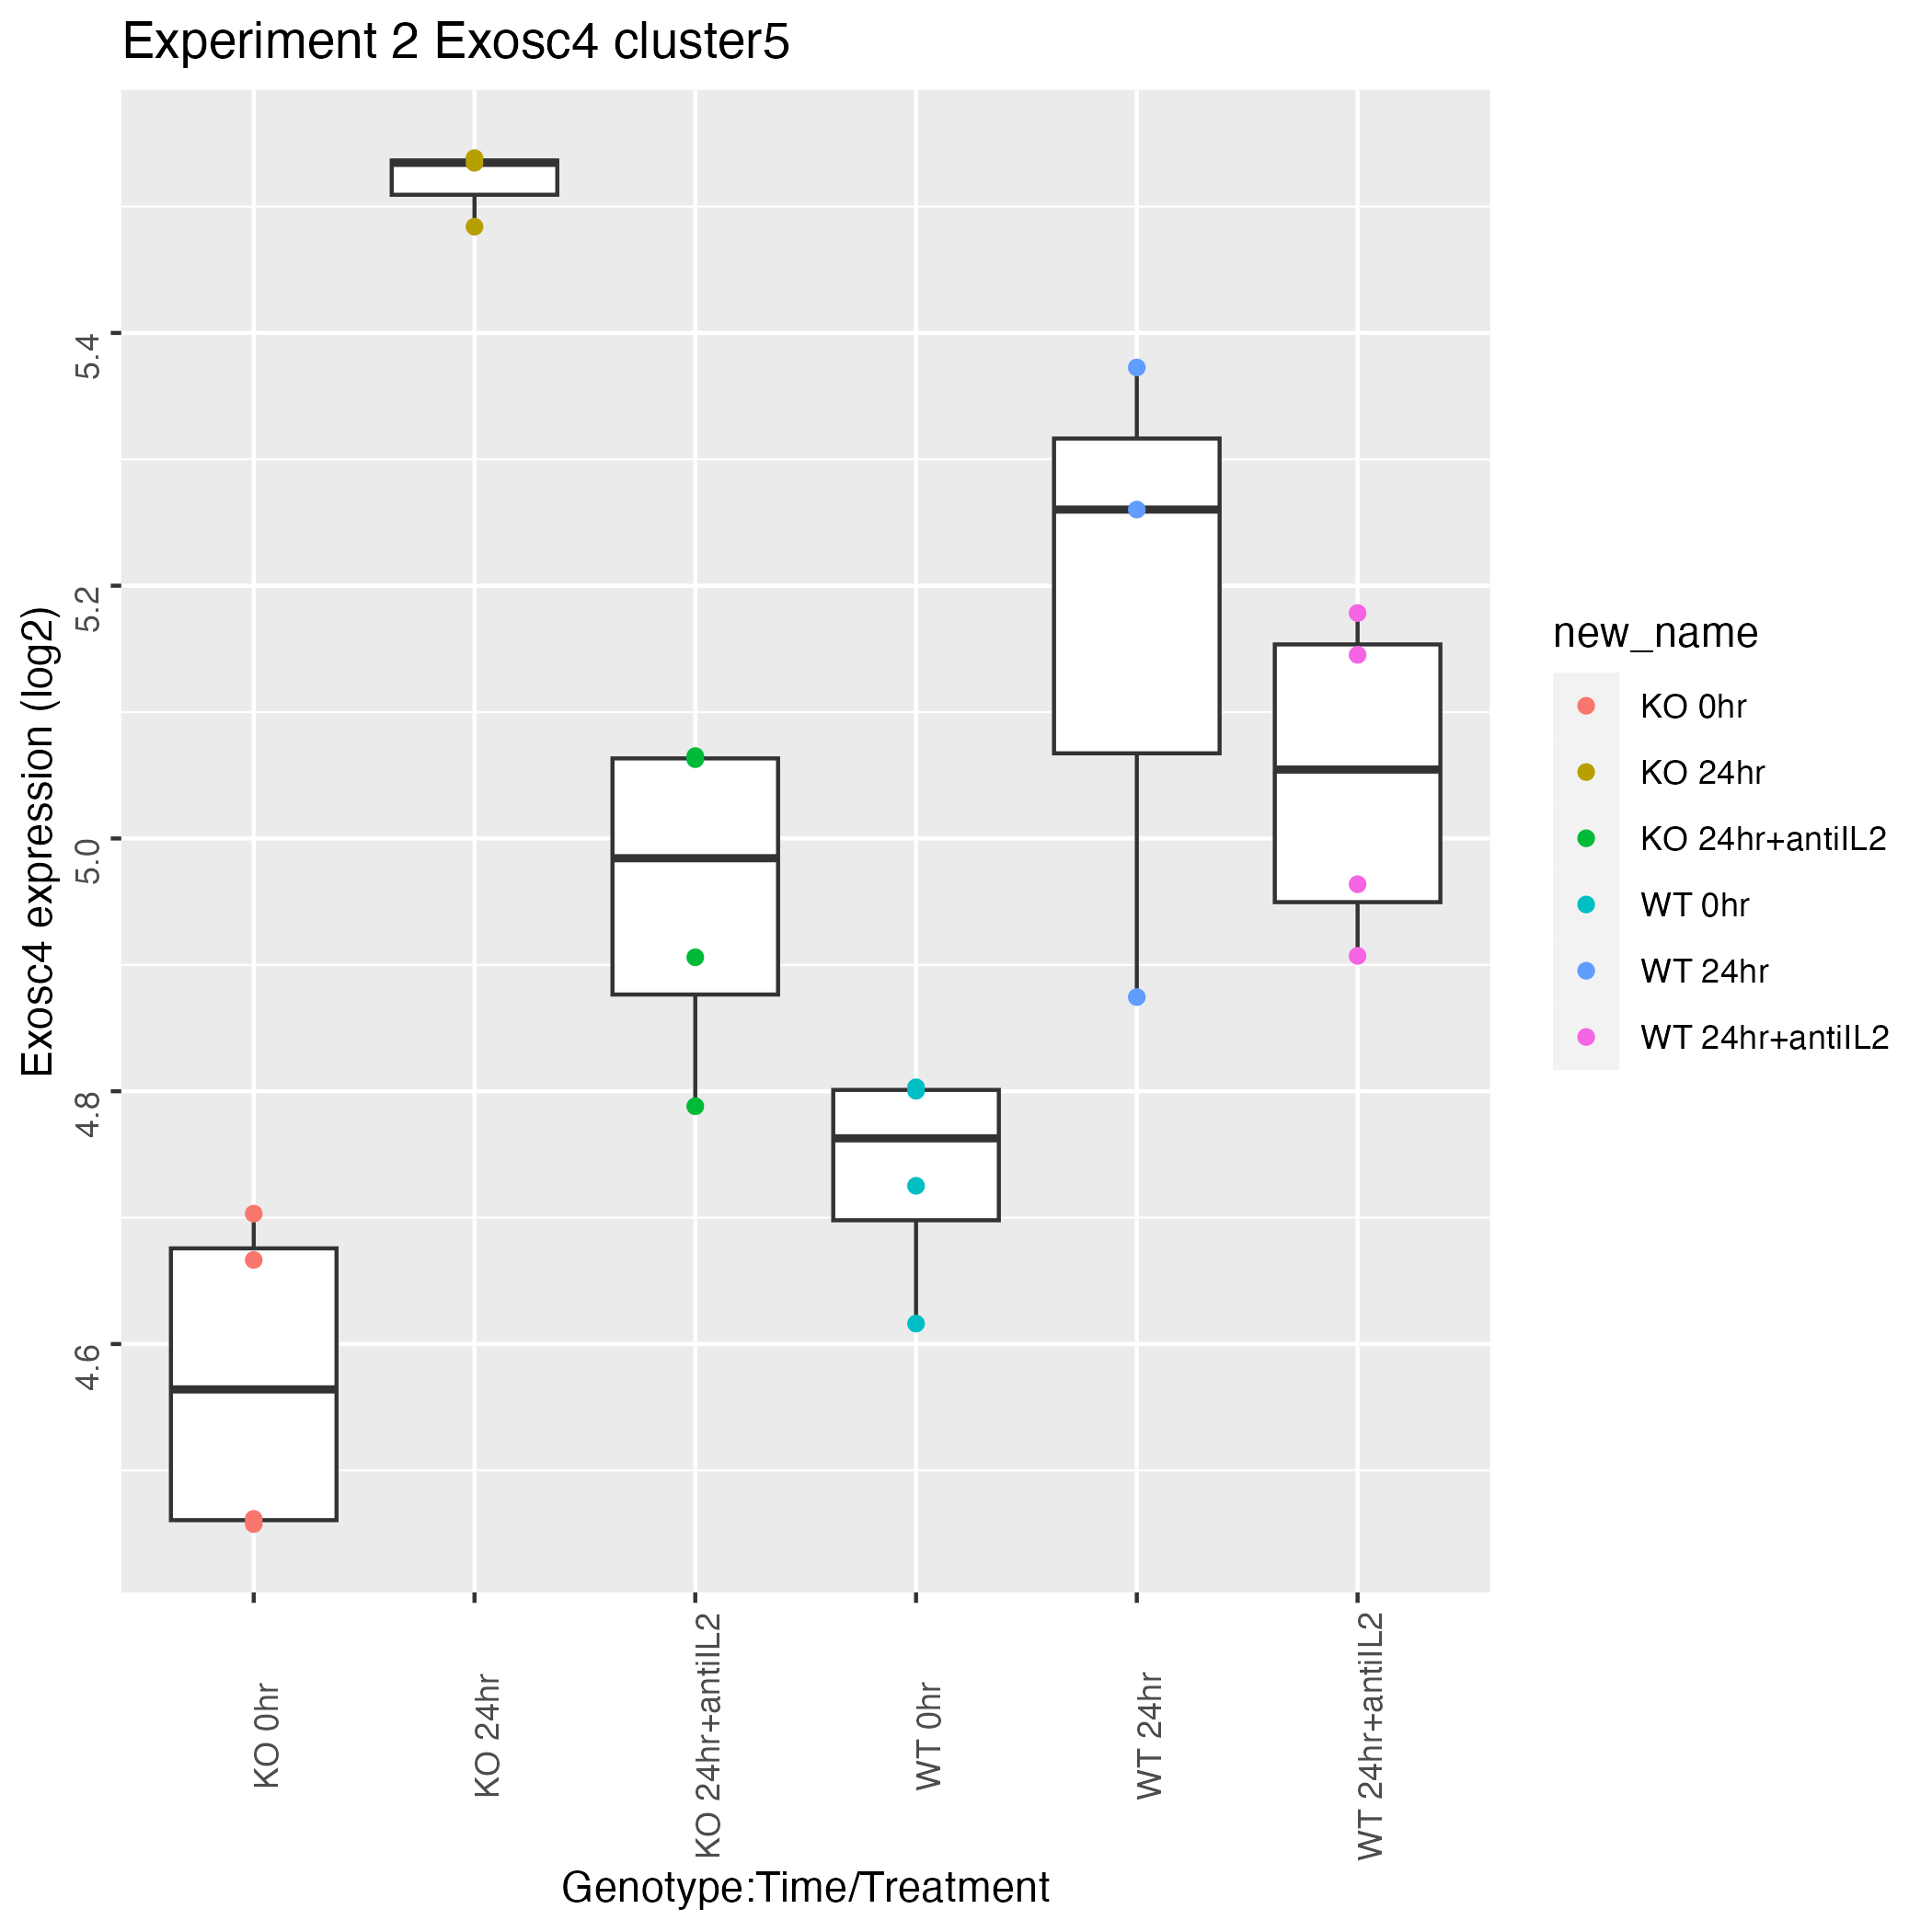 Experiment 2 Exosc4 cluster5
Exosc4 expression (log2)
5.4
5.2
5.0
4.8
4.6
KO 0hr
KO 24hr
KO 24hr+antiIL2
WT 0hr
WT 24hr
WT 24hr+antiIL2
Genotype:Time/Treatment
new_name
KO 0hr
KO 24hr
KO 24hr+antiIL2
WT 0hr
WT 24hr
WT 24hr+antiIL2